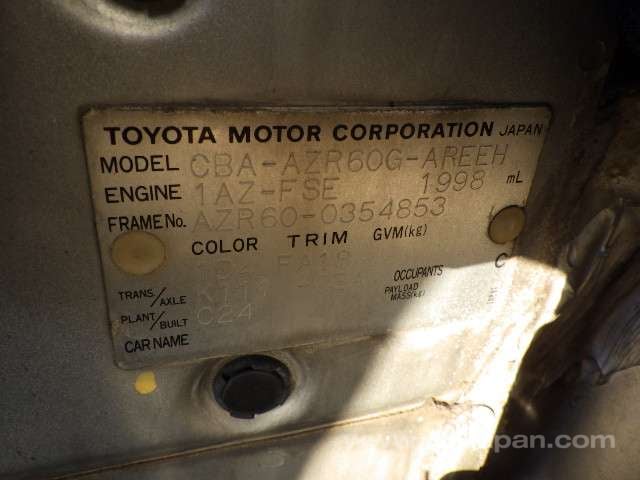 TOYOTA MOTOR CORPORATION JAPAN
MODEL CBA-AZR60G-AREEH
ENGINE 1AZ-FSE 1998 mL
FRAME No. AZR60-0354853
COLOR TRIM GVM(kg)
FA18
TRANS/AXLE
OCCUPANTS
PAYLOAD MASS(kg)
PLANT/BUILT C24
CAR NAME